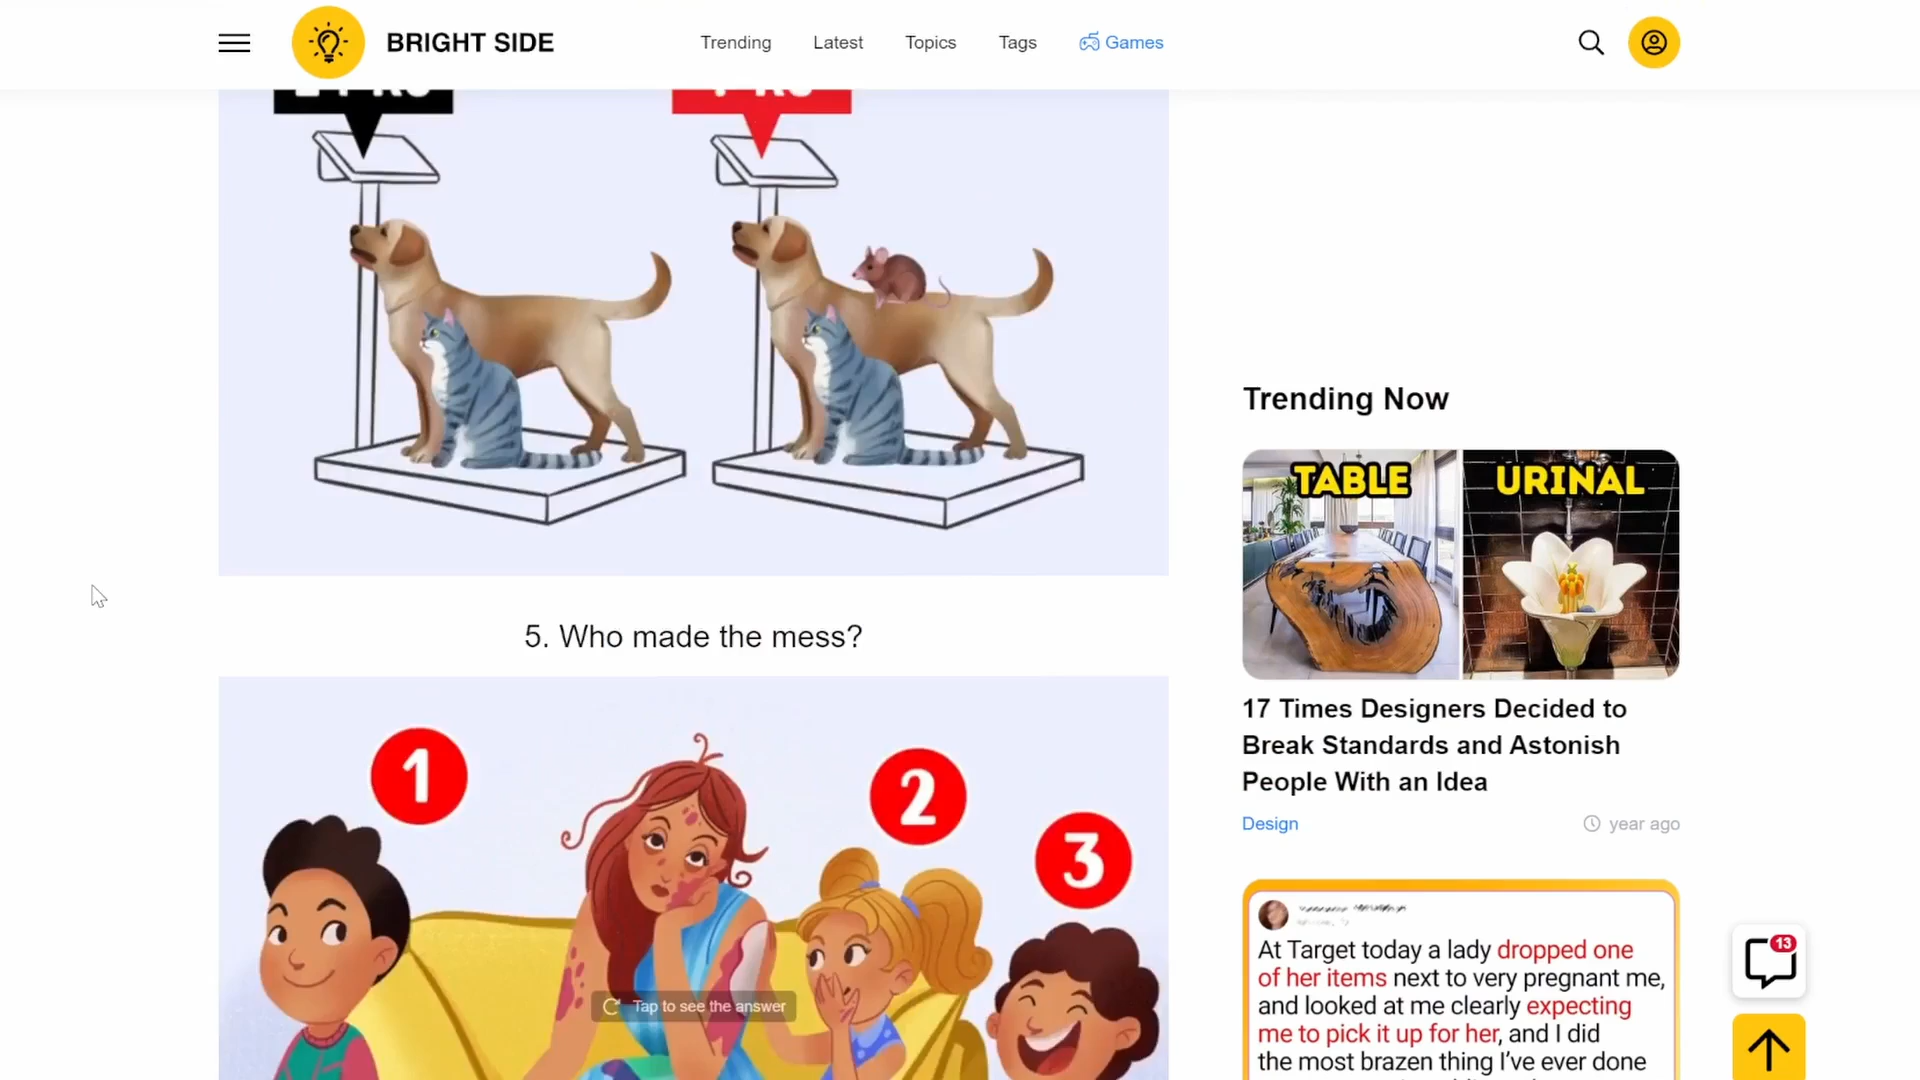 BRIGHT SIDE
Trending
Latest
Topics
Tags
Games
5. Who made the mess?
1
2
3
Tap to see the answer
Trending Now
TABLE
URINAL
17 Times Designers Decided to
Break Standards and Astonish
People With an Idea
Design
year ago
At Target today a lady dropped one
of her items next to very pregnant me,
and looked at me clearly expecting
me to pick it up for her, and I did
the most brazen thing I've ever done
13